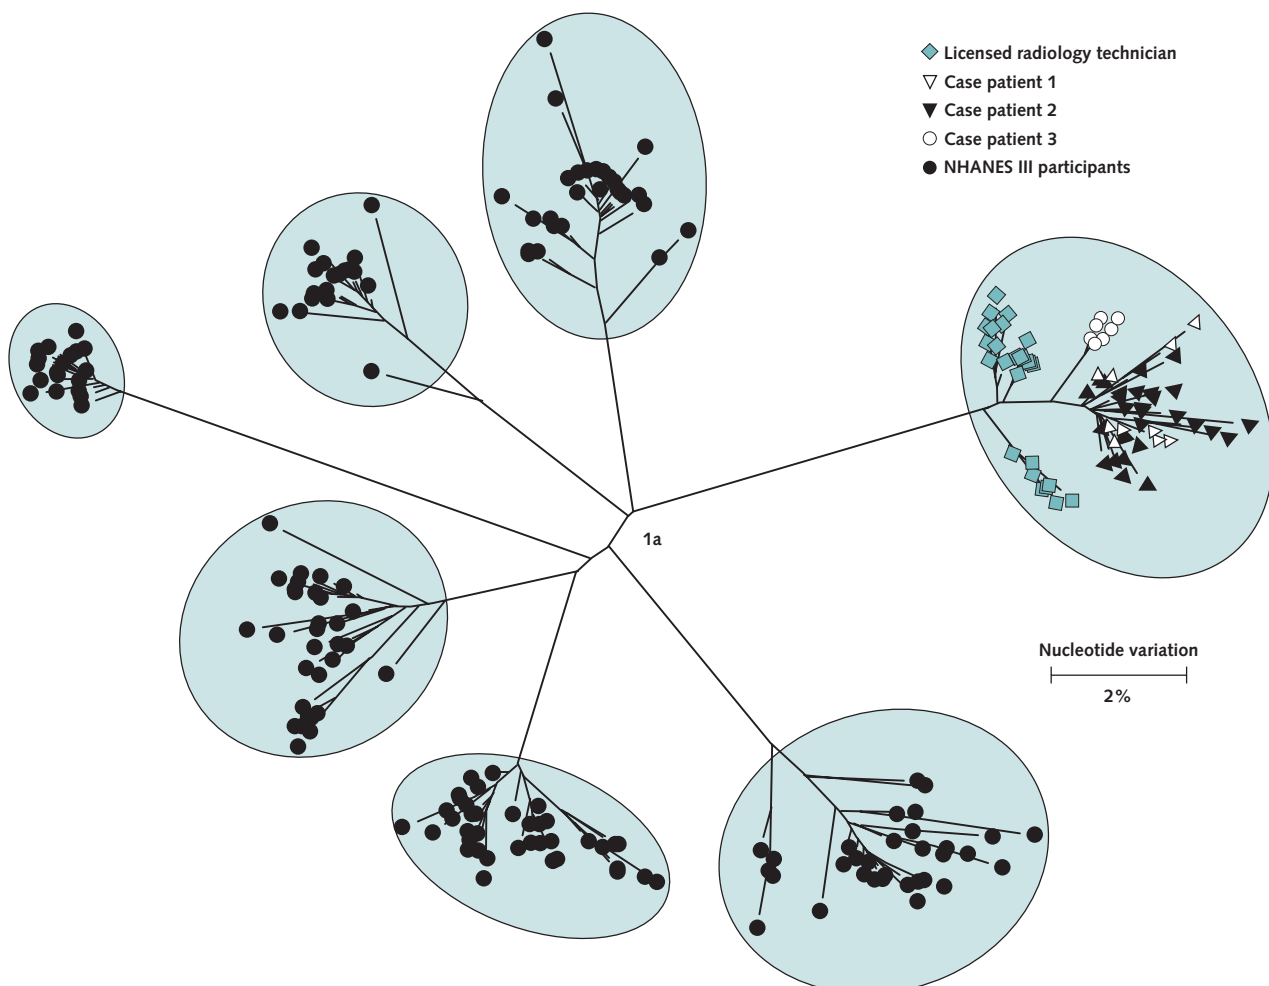 Licensed radiology technician
Case patient 1
Case patient 2
Case patient 3
NHANES III participants
1a
Nucleotide variation
2%